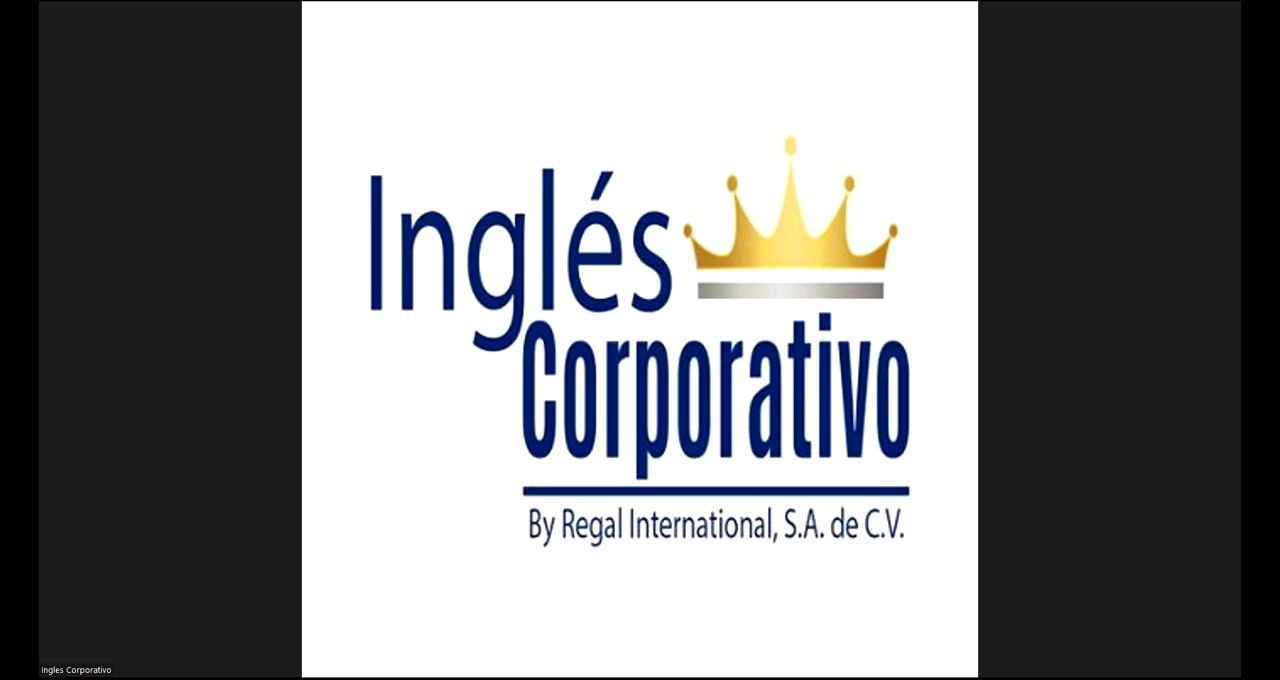 Inglés
Corporativo
By Regal International, S.A. de C.V.
Ingles Corporativo